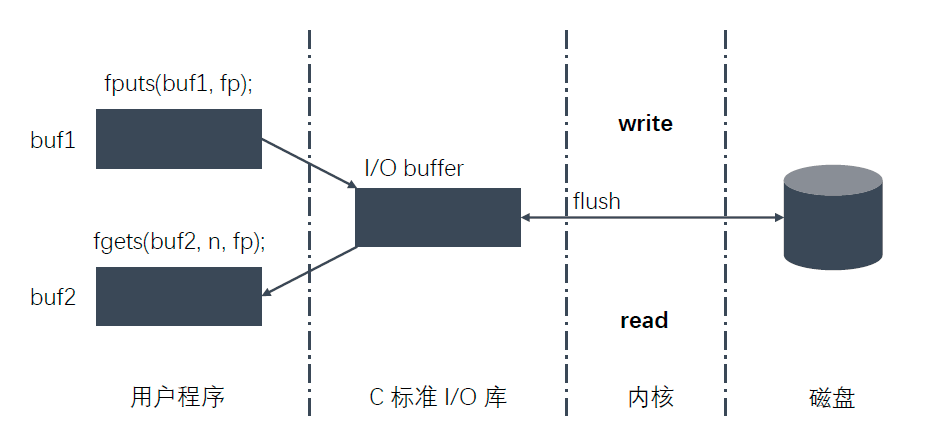 fputs(buf1, fp);
buf1
I/O buffer
write
flush
fgets(buf2, n, fp);
buf2
read
用户程序
C 标准 I/O 库
内核
磁盘